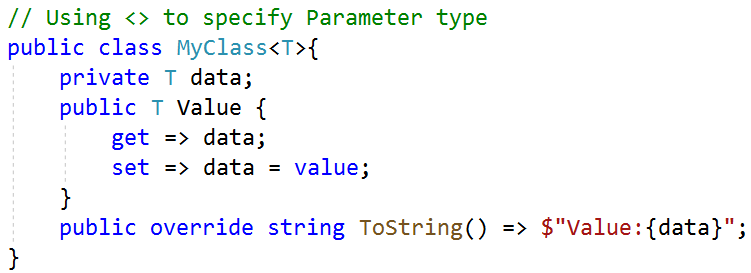 // Using <> to specify Parameter type
public class MyClass<T>{
    private T data;
    public T Value {
        get => data;
        set => data = value;
    }
    public override string ToString() => $"Value:{data}";
}